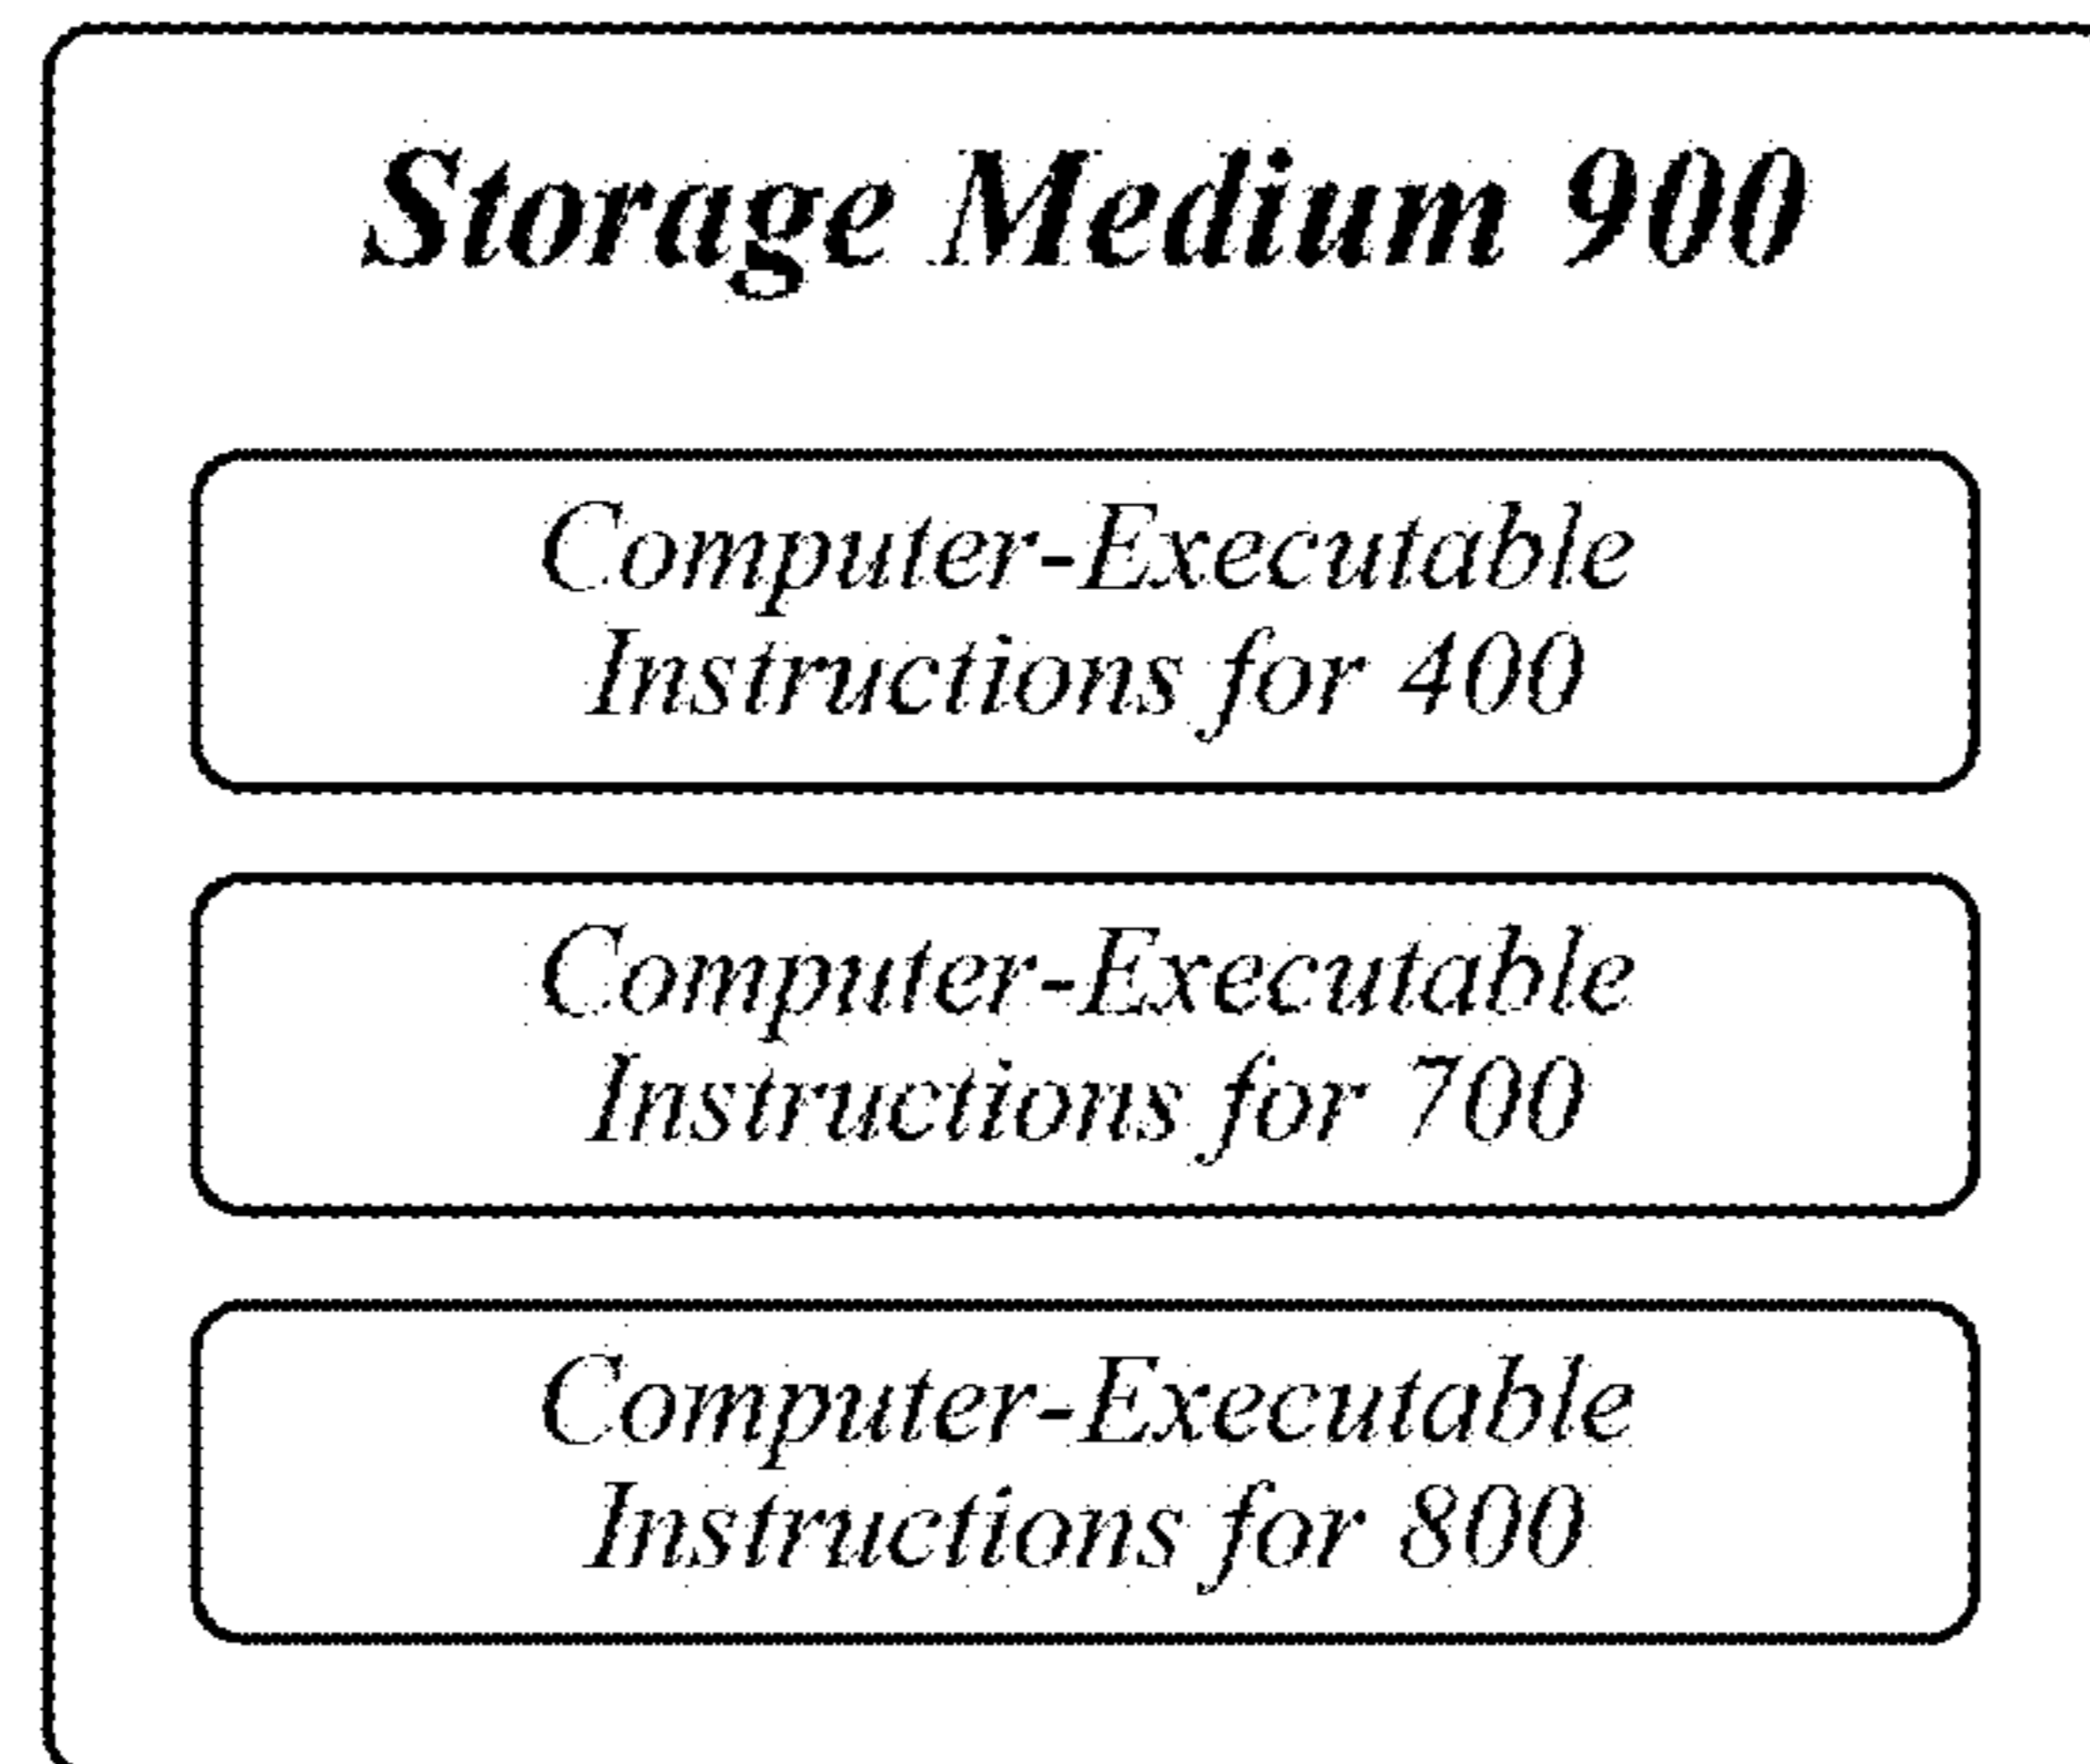 Storage Medium 900
Computer-Executable
Instructions for 400
Computer-Executable
Instructions for 700
Computer-Executable
Instructions for 800